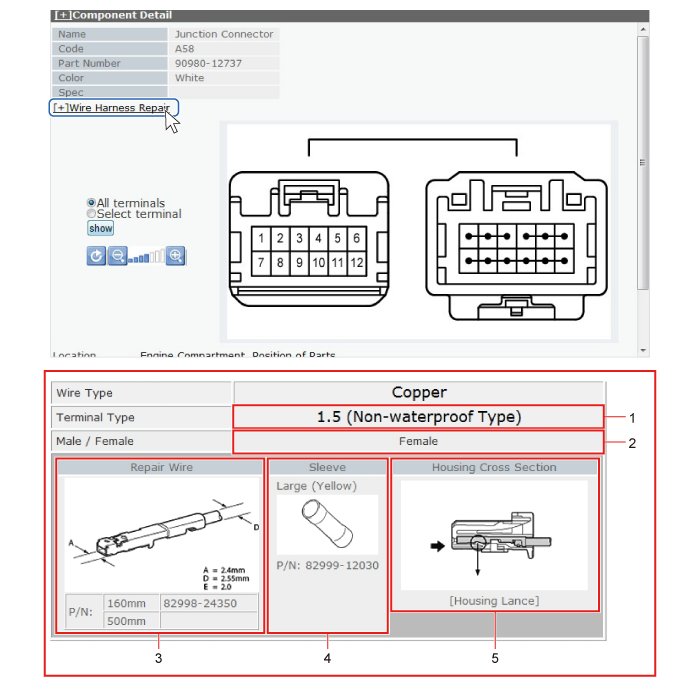 [+]Component Detail
Name Junction Connector
Code A58
Part Number 90980-12737
Color White
Spec
[+]Wire Harness Repair
All terminals
Select terminal
show
1 2 3 4 5 6
7 8 9 10 11 12
Location Engine Compartment Position of Parts
Wire Type Copper
Terminal Type 1.5 (Non-waterproof Type) 1
Male / Female Female 2
Repair Wire Sleeve Housing Cross Section
Large (Yellow)
A D
A = 2.4mm
D = 2.55mm
E = 2.0
P/N: 82999-12030
P/N: 160mm 82998-24350
500mm
[Housing Lance]
3 4 5